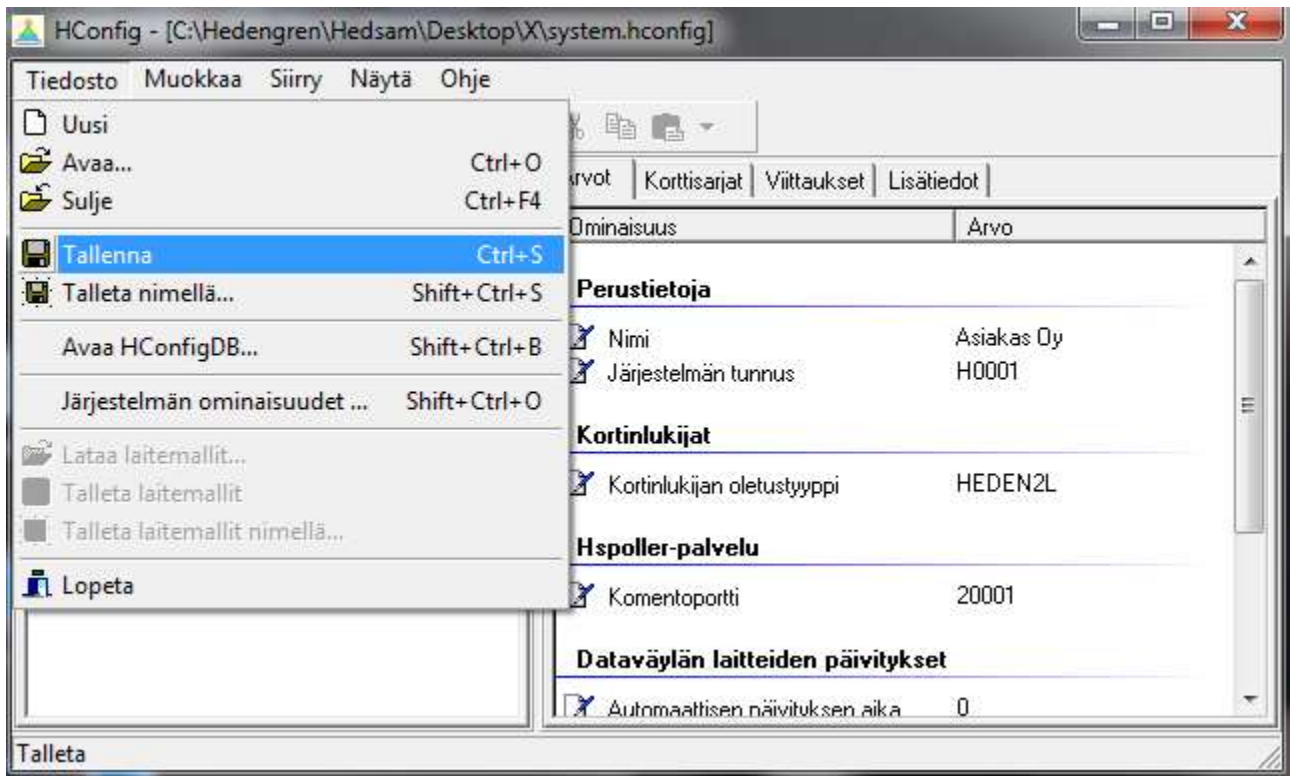 HConfig - [C:\Hedengren\Hedsam\Desktop\X\system.hconfig]
Tiedosto Muokkaa Siirry Näytä Ohje
Uusi
Avaa... Ctrl+O
Sulje Ctrl+F4
Tallenna Ctrl+S
Talleta nimellä... Shift+Ctrl+S
Avaa HConfigDB... Shift+Ctrl+B
Järjestelmän ominaisuudet ... Shift+Ctrl+O
Lataa laitemallit...
Talleta laitemallit
Talleta laitemallit nimellä...
Lopeta
rvot Korttisarjat Viittaukset Lisätiedot
Ominaisuus Arvo
Perustietoja
Nimi Asiakas Oy
Järjestelmän tunnus H0001
Kortinlukijat
Kortinlukijan oletustyyppi HEDEN2L
Hspoller-palvelu
Komentoportti 20001
Dataväylän laitteiden päivitykset
Automaattisen päivityksen aika 0
Talleta